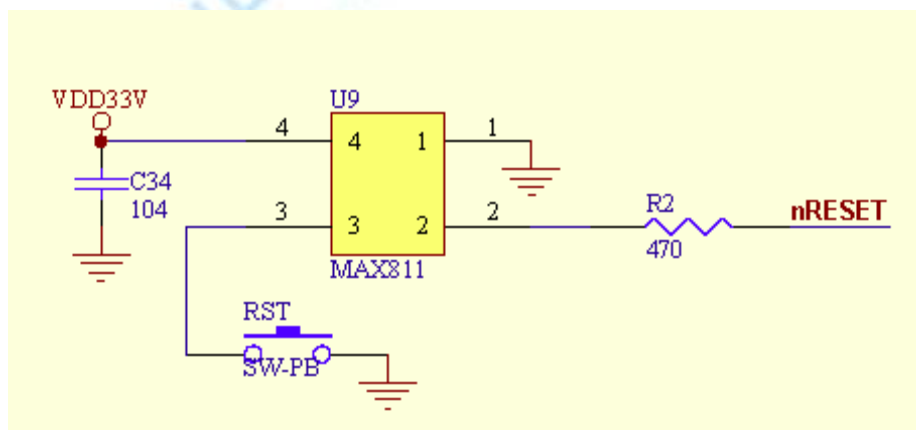 VDD33V
U9
4
4
1
1
C34
104
3
3
2
2
R2
470
nRESET
MAX811
RST
SW-PB